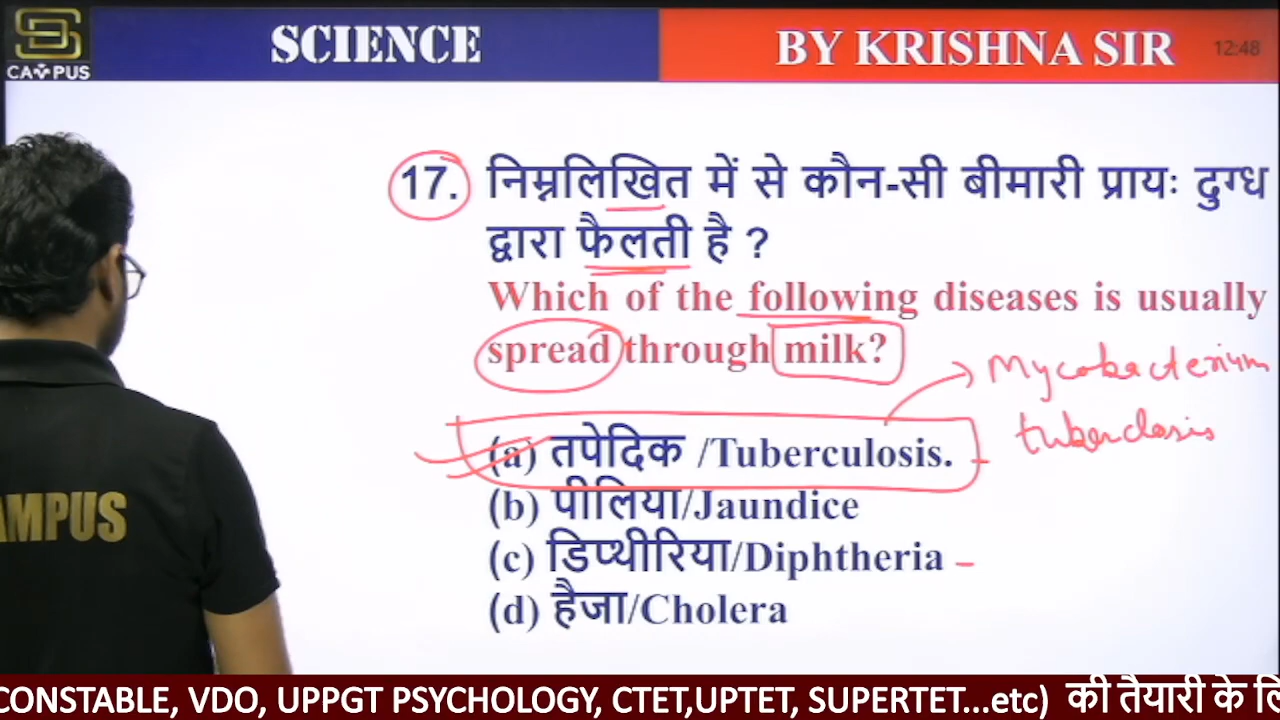 SCIENCE
BY KRISHNA SIR
12:48
CAMPUS
17. निम्नलिखित में से कौन-सी बीमारी प्रायः दुग्ध
द्वारा फैलती है ?
Which of the following diseases is usually
spread through milk?
Mycobacterium
tuberclosis
(a) तपेदिक /Tuberculosis.
(b) पीलिया/Jaundice
(c) डिप्थीरिया/Diphtheria
(d) हैजा/Cholera
AMPUS
CONSTABLE, VDO, UPPGT PSYCHOLOGY, CTET,UPTET, SUPERTET...etc) की तैयारी के